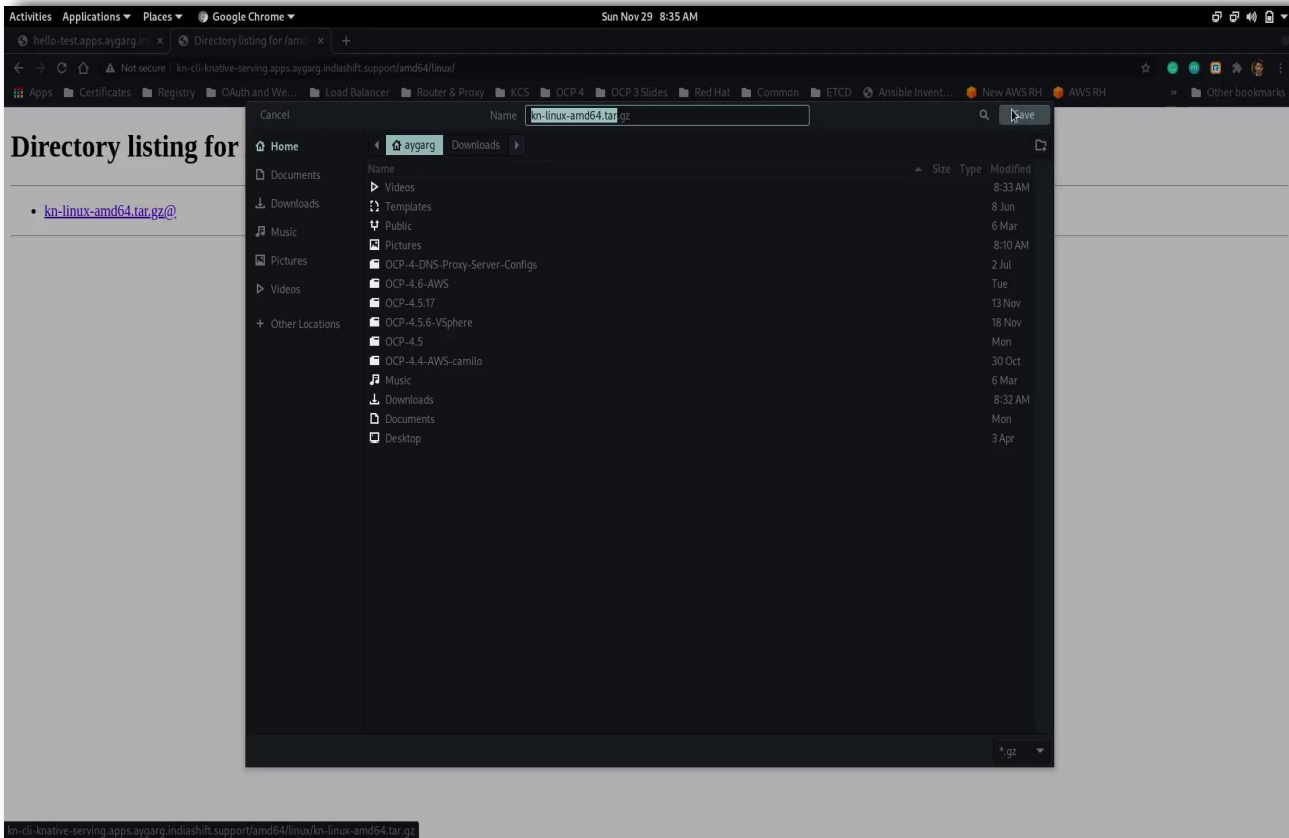 Activities Applications Places Google Chrome Sun Nov 29 8:35 AM
hello-test.apps.aygarg.in Directory listing for /amd
Not secure kn-cli-knative-serving.apps.aygarg.indiashift.support/amd64/linux/
Apps Certificates Registry OAuth and We... Load Balancer Router & Proxy KCS OCP 4 OCP 3 Slides Red Hat Common ETCD Ansible Invent... New AWS RH AWS RH » Other bookmarks
Cancel Name kn-linux-amd64.tar.gz Save
Directory listing for
Home aygarg Downloads
Documents Name Size Type Modified
Videos 8:33 AM
Downloads Templates 8 Jun
kn-linux-amd64.tar.gz@
Music Public 6 Mar
Pictures 8:10 AM
Pictures OCP-4-DNS-Proxy-Server-Configs 2 Jul
Videos OCP-4.6-AWS Tue
OCP-4.5.17 13 Nov
+ Other Locations OCP-4.5.6-VSphere 18 Nov
OCP-4.5 Mon
OCP-4.4-AWS-camilo 30 Oct
Music 6 Mar
Downloads 8:32 AM
Documents Mon
Desktop 3 Apr
*.gz
kn-cli-knative-serving.apps.aygarg.indiashift.support/amd64/linux/kn-linux-amd64.tar.gz